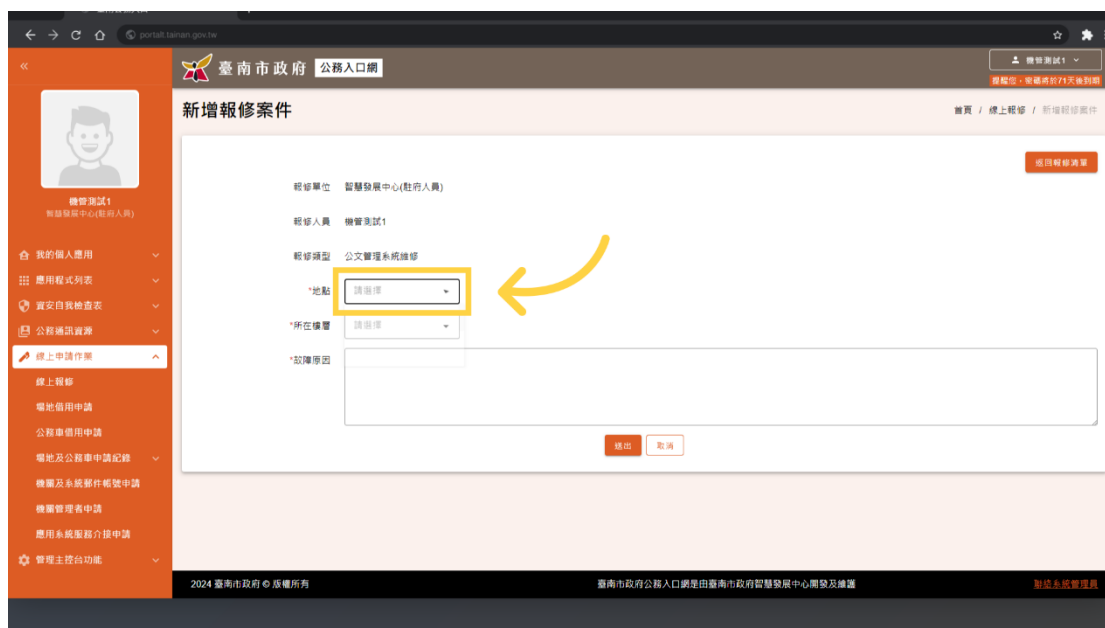 portalt.tainan.gov.tw
臺南市政府 公務入口網
機管測試1
提醒您，密碼將於71天後到期
新增報修案件
首頁 / 線上報修 / 新增報修案件
返回報修清單
機管測試1
智慧發展中心(駐府人員)
我的個人應用
應用程式列表
資安自我檢查表
公務通訊資源
線上申請作業
線上報修
場地借用申請
公務車借用申請
場地及公務車申請紀錄
機關及系統郵件帳號申請
機關管理者申請
應用系統服務介接申請
管理主控台功能
報修單位 智慧發展中心(駐府人員)
報修人員 機管測試1
報修類型 公文管理系統維修
*地點 請選擇
*所在樓層 請選擇
*故障原因
送出 取消
2024 臺南市政府 © 版權所有
臺南市政府公務入口網是由臺南市政府智慧發展中心開發及維護
聯絡系統管理員